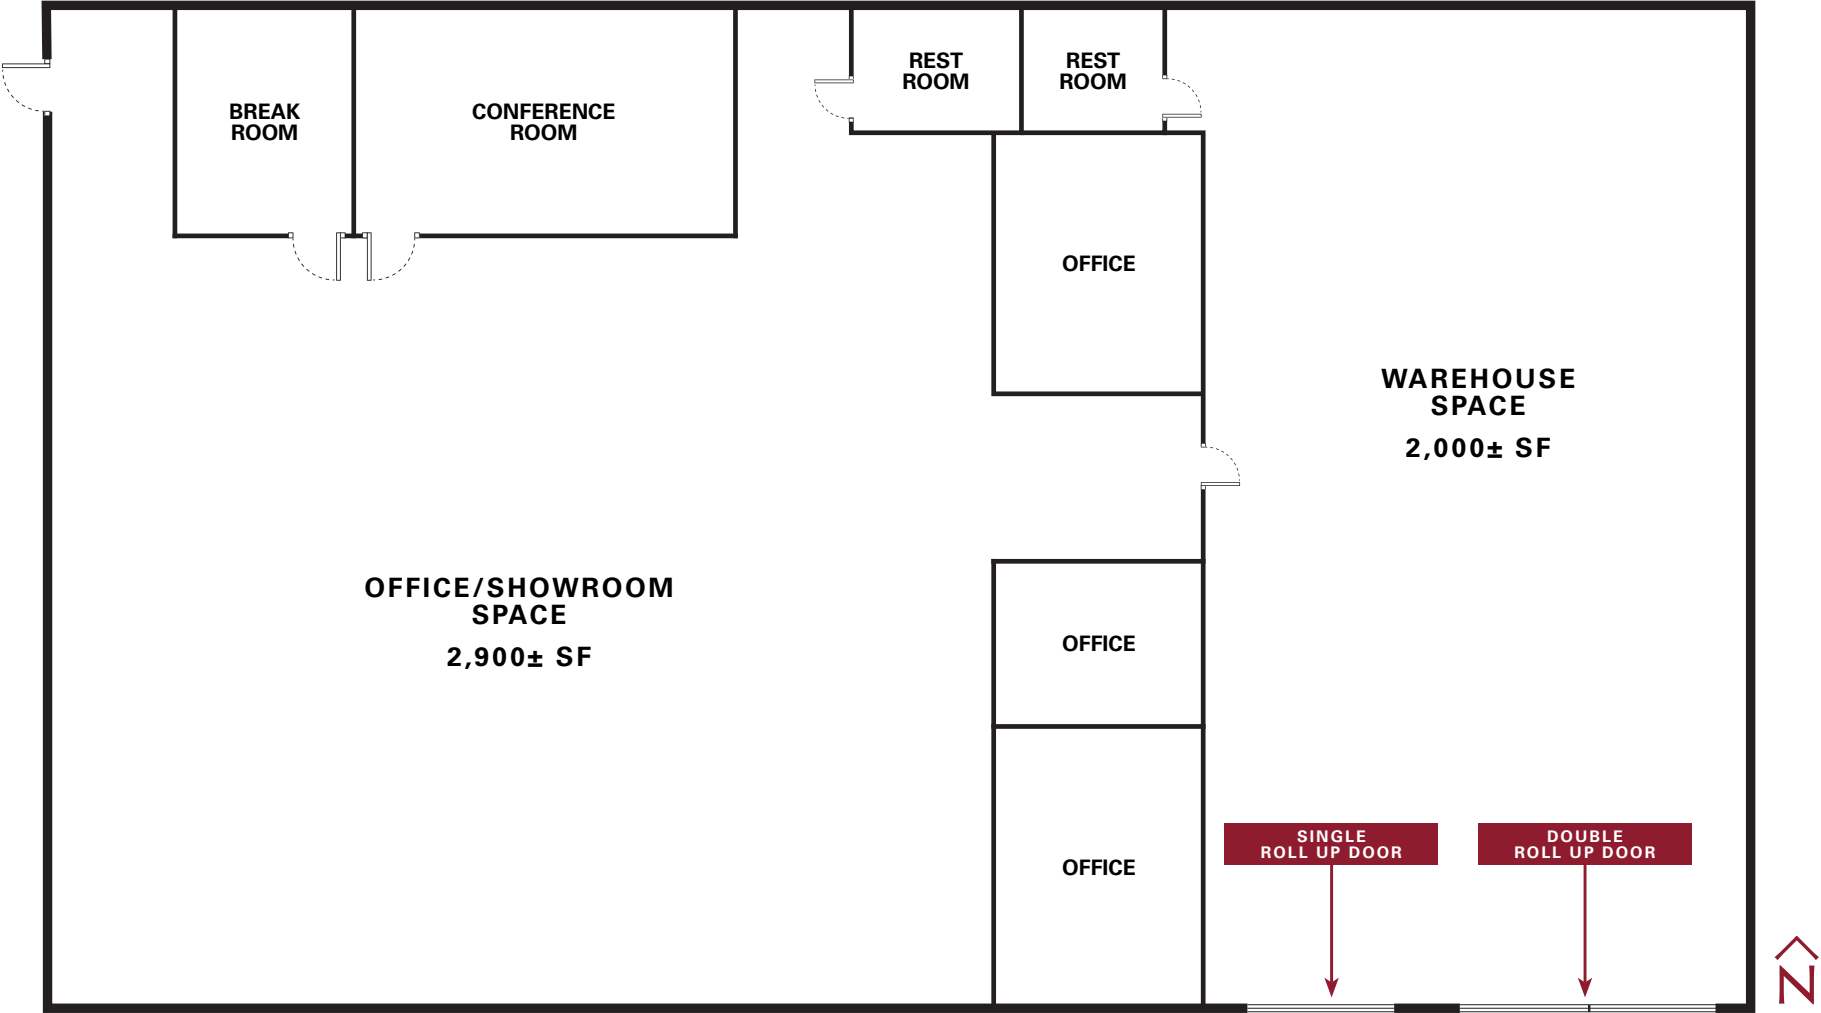 BREAK
ROOM
CONFERENCE
ROOM
REST
ROOM
REST
ROOM
OFFICE
WAREHOUSE
SPACE
2,000± SF
OFFICE/SHOWROOM
SPACE
2,900± SF
OFFICE
OFFICE
SINGLE
ROLL UP DOOR
DOUBLE
ROLL UP DOOR
N